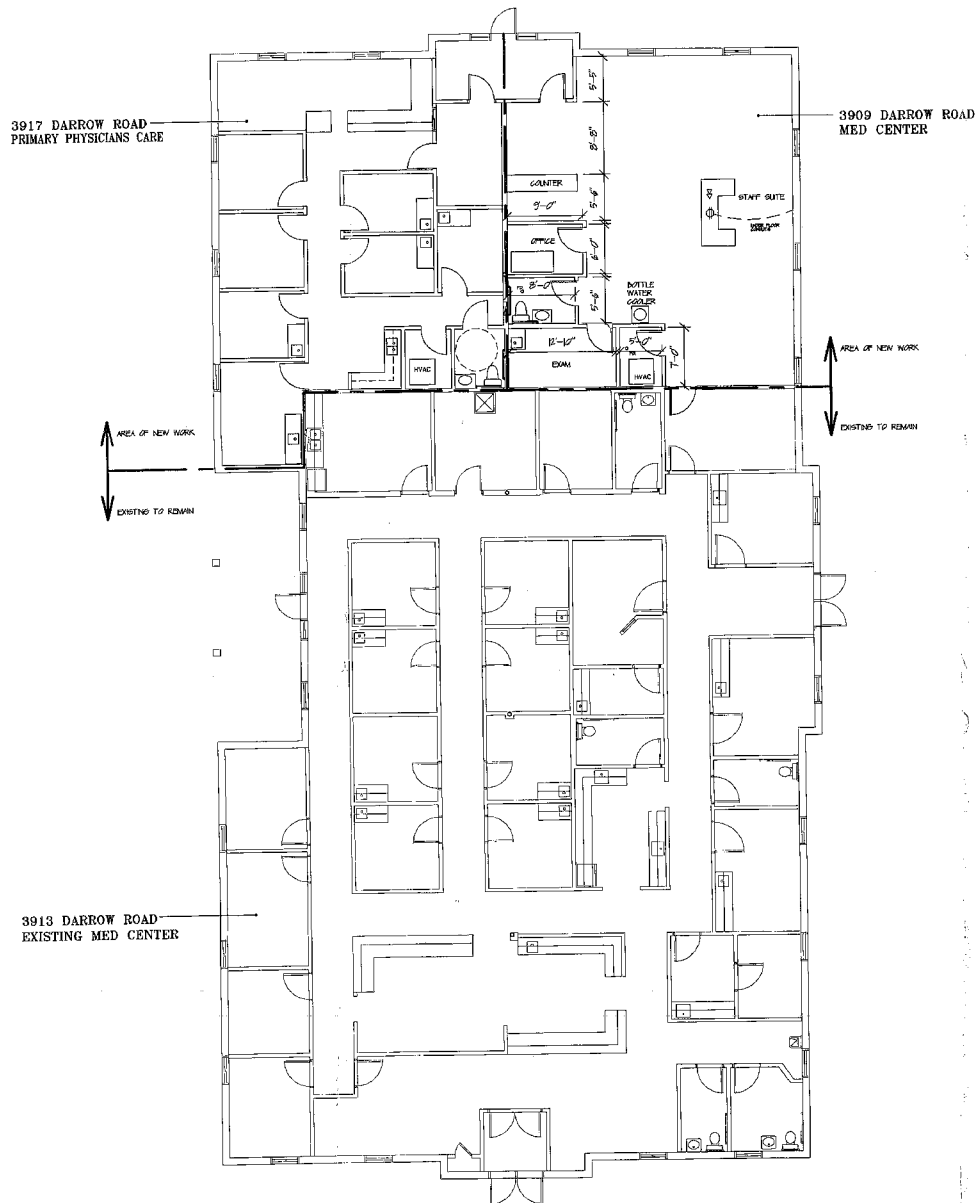 3917 DARROW ROAD
PRIMARY PHYSICIANS CARE
3909 DARROW ROAD
MED CENTER
5'-5"
8'-8"
COUNTER
9'-0"
5'-6"
STAFF SUITE
OFFICE
6'-0"
8'-0"
5'-6"
BOTTLE
WATER
COOLER
12'-10"
5'-0"
7'-0"
HVAC
EXAM
HVAC
AREA OF NEW WORK
EXISTING TO REMAIN
AREA OF NEW WORK
EXISTING TO REMAIN
3913 DARROW ROAD
EXISTING MED CENTER